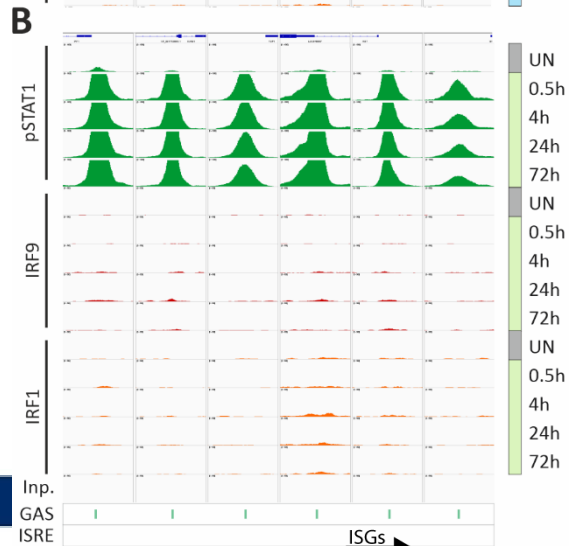 B
pSTAT1
UN
0.5h
4h
24h
72h
IRF9
UN
0.5h
4h
24h
72h
IRF1
UN
0.5h
4h
24h
72h
Inp.
GAS
ISRE
ISGs